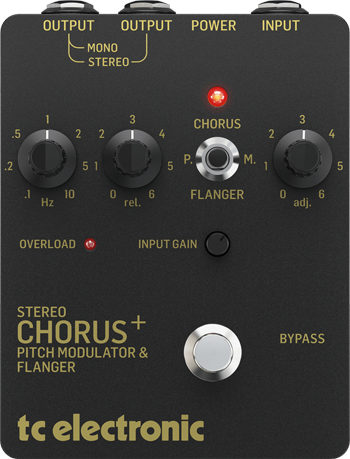 OUTPUT OUTPUT POWER INPUT
MONO
STEREO
CHORUS
P. M.
FLANGER
.1 .2 .5 1 2 5 10
Hz
0 1 2 3 4 5 6
rel.
0 1 2 3 4 5 6
adj.
OVERLOAD INPUT GAIN
STEREO
CHORUS+
PITCH MODULATOR &
FLANGER
BYPASS
tc electronic